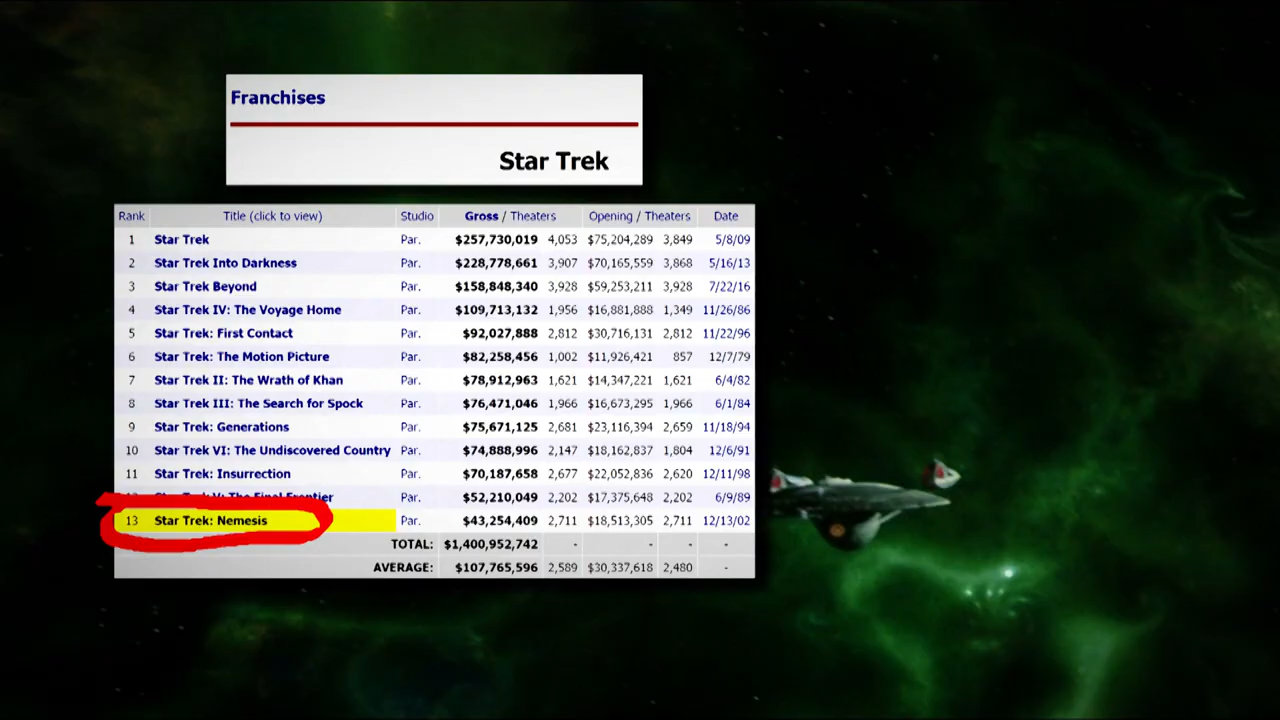 Franchises
Star Trek
Rank Title (click to view) Studio Gross / Theaters Opening / Theaters Date
1 Star Trek Par. $257,730,019 4,053 $75,204,289 3,849 5/8/09
2 Star Trek Into Darkness Par. $228,778,661 3,907 $70,165,559 3,868 5/16/13
3 Star Trek Beyond Par. $158,848,340 3,928 $59,253,211 3,928 7/22/16
4 Star Trek IV: The Voyage Home Par. $109,713,132 1,956 $16,881,888 1,349 11/26/86
5 Star Trek: First Contact Par. $92,027,888 2,812 $30,716,131 2,812 11/22/96
6 Star Trek: The Motion Picture Par. $82,258,456 1,002 $11,926,421 857 12/7/79
7 Star Trek II: The Wrath of Khan Par. $78,912,963 1,621 $14,347,221 1,621 6/4/82
8 Star Trek III: The Search for Spock Par. $76,471,046 1,966 $16,673,295 1,966 6/1/84
9 Star Trek: Generations Par. $75,671,125 2,681 $23,116,394 2,659 11/18/94
10 Star Trek VI: The Undiscovered Country Par. $74,888,996 2,147 $18,162,837 1,804 12/6/91
11 Star Trek: Insurrection Par. $70,187,658 2,677 $22,052,836 2,620 12/11/98
12 Star Trek V: The Final Frontier Par. $52,210,049 2,202 $17,375,648 2,202 6/9/89
13 Star Trek: Nemesis Par. $43,254,409 2,711 $18,513,305 2,711 12/13/02
TOTAL: $1,400,952,742 - - - -
AVERAGE: $107,765,596 2,589 $30,337,618 2,480 -